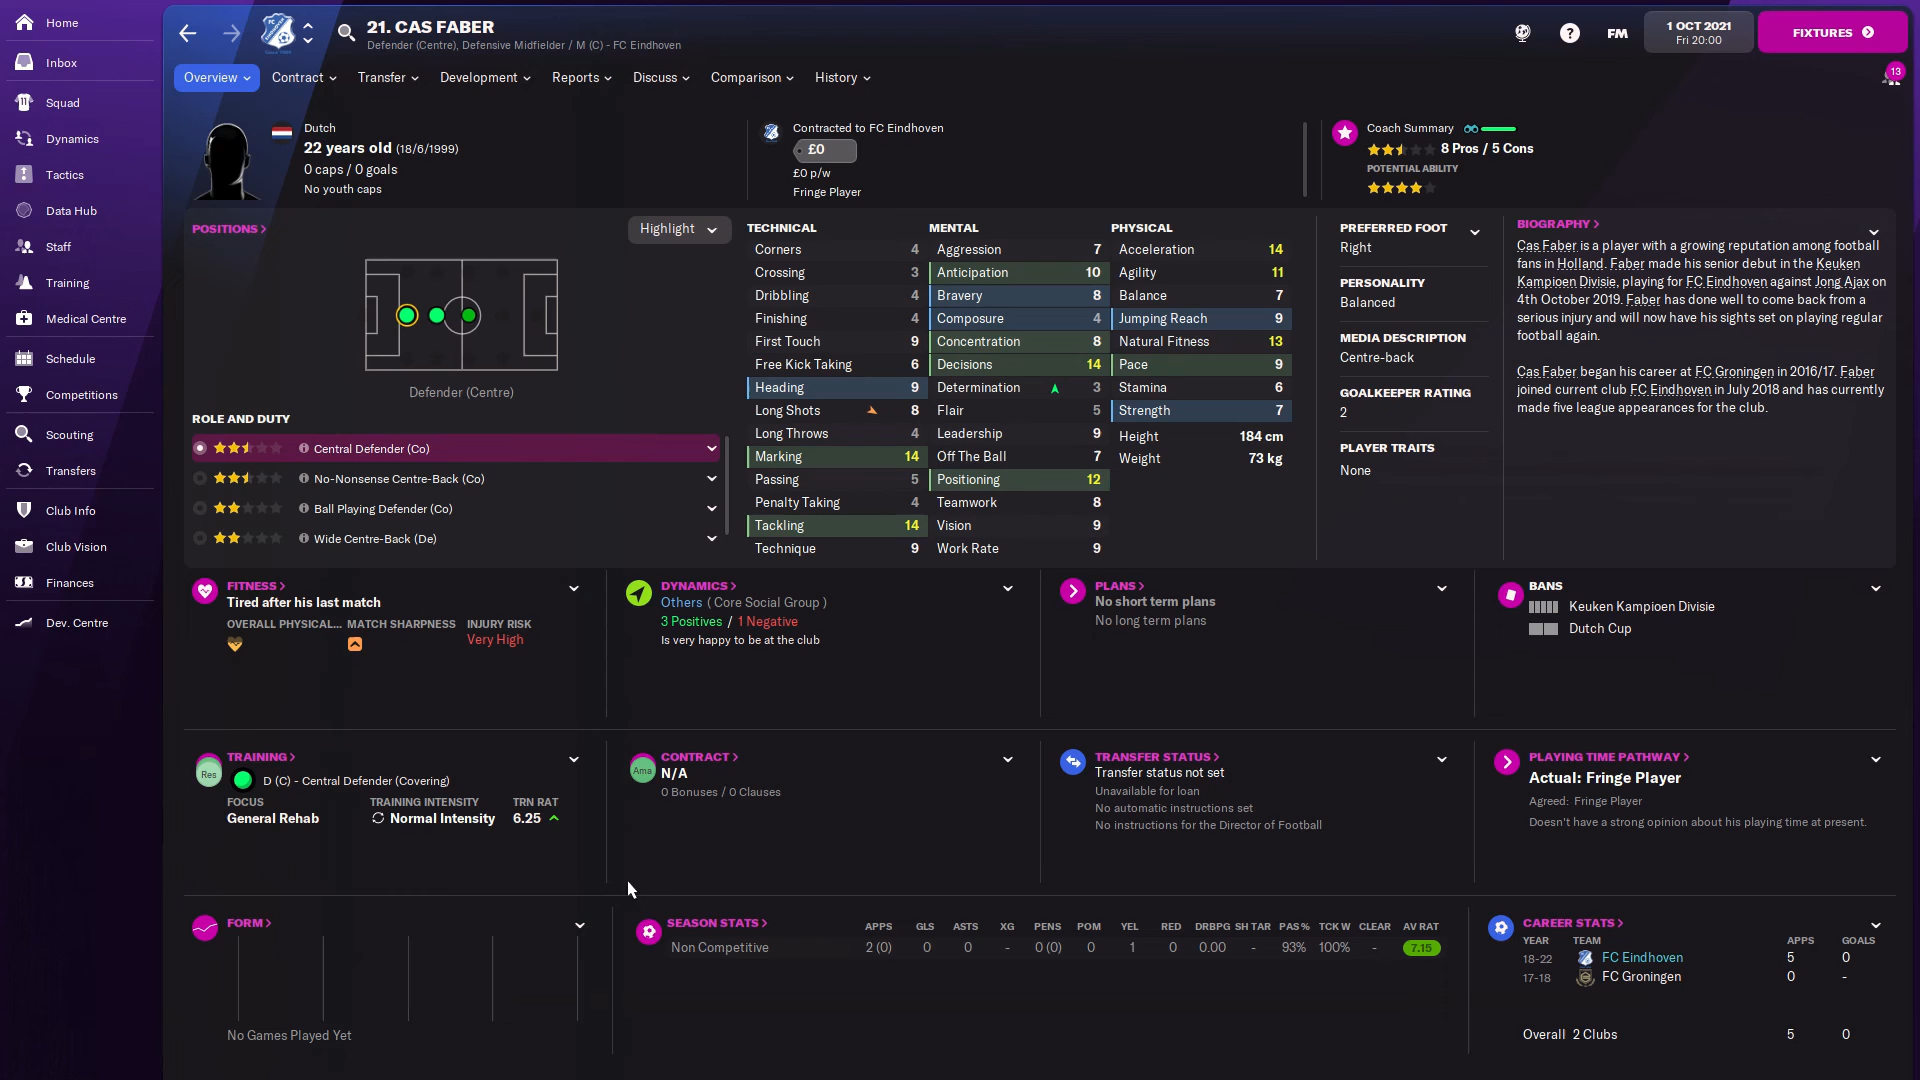 Home
Inbox
Squad
Dynamics
Tactics
Data Hub
Staff
Training
Medical Centre
Schedule
Competitions
Scouting
Transfers
Club Info
Club Vision
Finances
Dev. Centre
21. CAS FABER
Defender (Centre), Defensive Midfielder / M (C) - FC Eindhoven
FM
1 OCT 2021
Fri 20:00
FIXTURES
Overview
Contract
Transfer
Development
Reports
Discuss
Comparison
History
13
Dutch
22 years old (18/6/1999)
0 caps / 0 goals
No youth caps
Contracted to FC Eindhoven
£0
£0 p/w
Fringe Player
Coach Summary
8 Pros / 5 Cons
POTENTIAL ABILITY
POSITIONS >
Highlight
Defender (Centre)
ROLE AND DUTY
Central Defender (Co)
No-Nonsense Centre-Back (Co)
Ball Playing Defender (Co)
Wide Centre-Back (De)
TECHNICAL
Corners 4
Crossing 3
Dribbling 4
Finishing 4
First Touch 9
Free Kick Taking 6
Heading 9
Long Shots 8
Long Throws 4
Marking 14
Passing 5
Penalty Taking 4
Tackling 14
Technique 9
MENTAL
Aggression 7
Anticipation 10
Bravery 8
Composure 4
Concentration 8
Decisions 14
Determination 3
Flair 5
Leadership 9
Off The Ball 7
Positioning 12
Teamwork 8
Vision 9
Work Rate 9
PHYSICAL
Acceleration 14
Agility 11
Balance 7
Jumping Reach 9
Natural Fitness 13
Pace 9
Stamina 6
Strength 7
Height 184 cm
Weight 73 kg
PREFERRED FOOT
Right
PERSONALITY
Balanced
MEDIA DESCRIPTION
Centre-back
GOALKEEPER RATING
2
PLAYER TRAITS
None
BIOGRAPHY >
Cas Faber is a player with a growing reputation among football
fans in Holland. Faber made his senior debut in the Keuken
Kampioen Divisie, playing for FC Eindhoven against Jong Ajax on
4th October 2019. Faber has done well to come back from a
serious injury and will now have his sights set on playing regular
football again.
Cas Faber began his career at FC Groningen in 2016/17. Faber
joined current club FC Eindhoven in July 2018 and has currently
made five league appearances for the club.
FITNESS >
Tired after his last match
OVERALL PHYSICAL... MATCH SHARPNESS INJURY RISK
Very High
DYNAMICS >
Others ( Core Social Group )
3 Positives / 1 Negative
Is very happy to be at the club
PLANS >
No short term plans
No long term plans
BANS
Keuken Kampioen Divisie
Dutch Cup
TRAINING >
Res
D (C) - Central Defender (Covering)
FOCUS TRAINING INTENSITY TRN RAT
General Rehab Normal Intensity 6.25
CONTRACT >
Ama
N/A
0 Bonuses / 0 Clauses
TRANSFER STATUS >
Transfer status not set
Unavailable for loan
No automatic instructions set
No instructions for the Director of Football
PLAYING TIME PATHWAY >
Actual: Fringe Player
Agreed: Fringe Player
Doesn't have a strong opinion about his playing time at present.
FORM >
No Games Played Yet
SEASON STATS >
APPS GLS ASTS XG PENS POM YEL RED DRBPG SH TAR PAS % TCK W CLEAR AV RAT
Non Competitive 2 (0) 0 0 - 0 (0) 0 1 0 0.00 - 93% 100% - 7.15
CAREER STATS >
YEAR TEAM APPS GOALS
18-22 FC Eindhoven 5 0
17-18 FC Groningen 0 -
Overall 2 Clubs 5 0